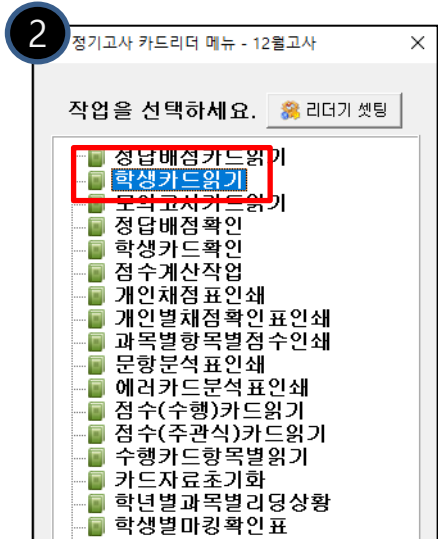 2
정기고사 카드리더 메뉴 - 12월고사
작업을 선택하세요. 리더기 셋팅
정답배점카드읽기
학생카드읽기
모의고사카드읽기
정답배점확인
학생카드확인
점수계산작업
개인채점표인쇄
개인별채점확인표인쇄
과목별항목별점수인쇄
문항분석표인쇄
에러카드분석표인쇄
점수(수행)카드읽기
점수(주관식)카드읽기
수행카드항목별읽기
카드자료초기화
학년별과목별리딩상황
학생별마킹확인표